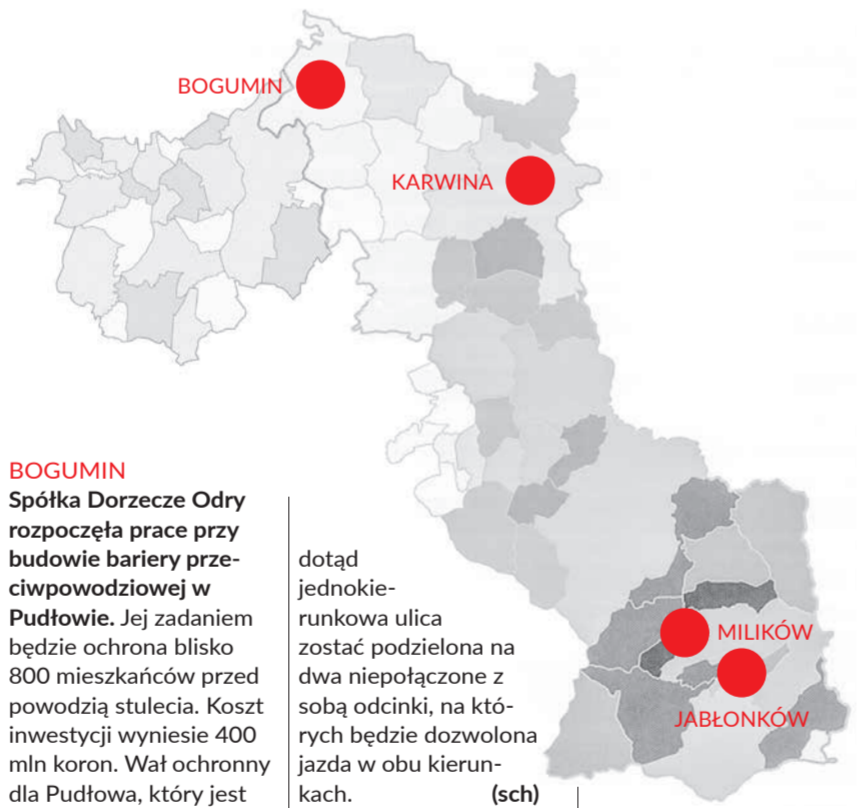 BOGUMIN
KARWINA
MILIKÓW
JABŁONKÓW
BOGUMIN
Spółka Dorzecze Odry
rozpoczęła prace przy
budowie bariery prze-
ciwpowodziowej w
Pudłowie. Jej zadaniem
będzie ochrona blisko
800 mieszkańców przed
powodzią stulecia. Koszt
inwestycji wyniesie 400
mln koron. Wał ochronny
dla Pudłowa, który jest
dotąd
jednokie-
runkowa ulica
zostać podzielona na
dwa niepołączone z
sobą odcinki, na któ-
rych będzie dozwolona
jazda w obu kierun-
kach. (sch)